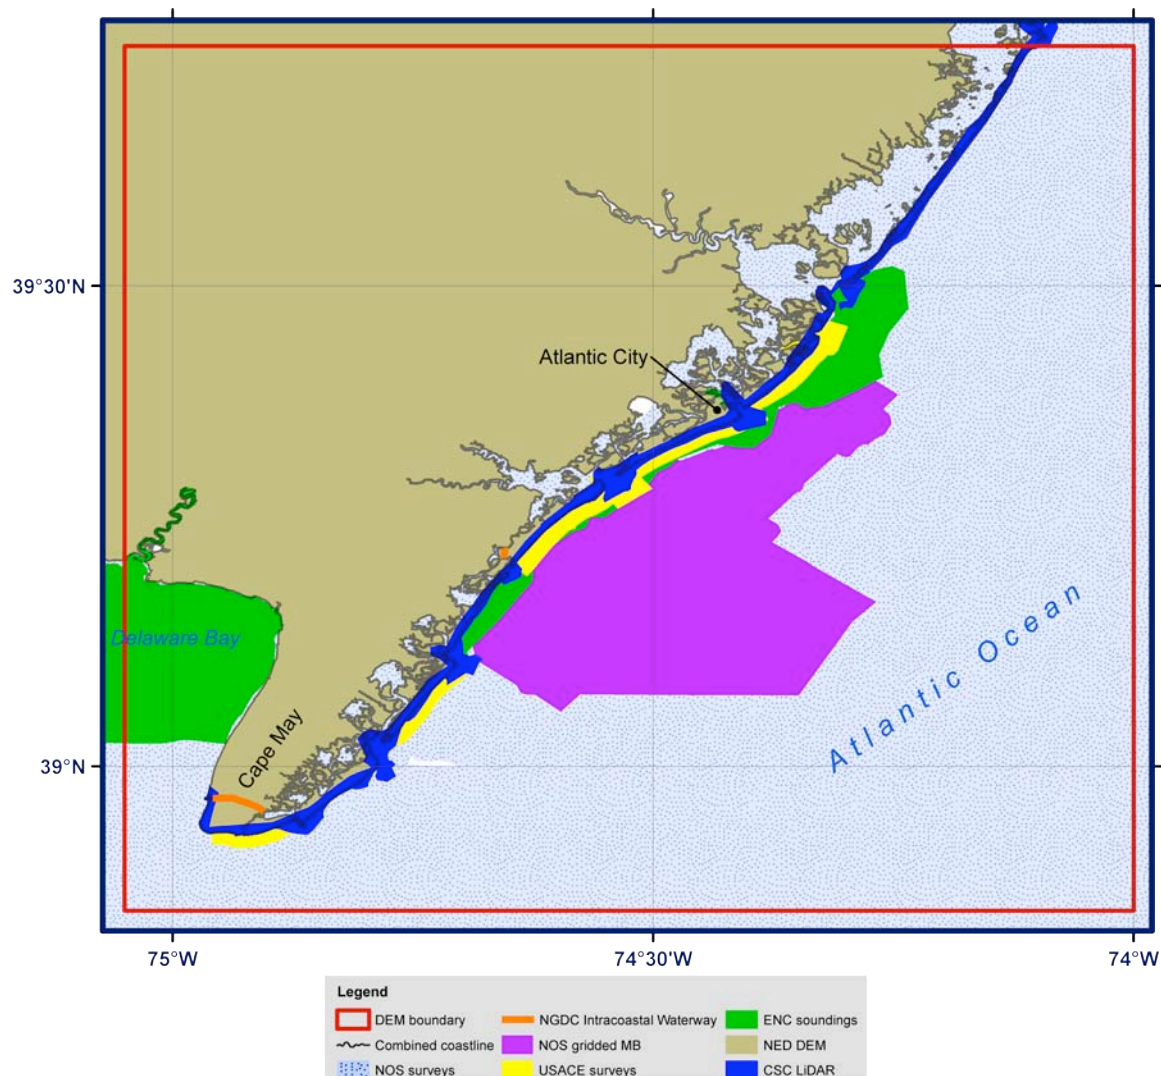 39°30'N
Atlantic City
Delaware Bay
Atlantic Ocean
Cape May
39°N
75°W 74°30'W 74°W
Legend
DEM boundary NGDC Intracoastal Waterway ENC soundings
Combined coastline NOS gridded MB NED DEM
NOS surveys USACE surveys CSC LiDAR